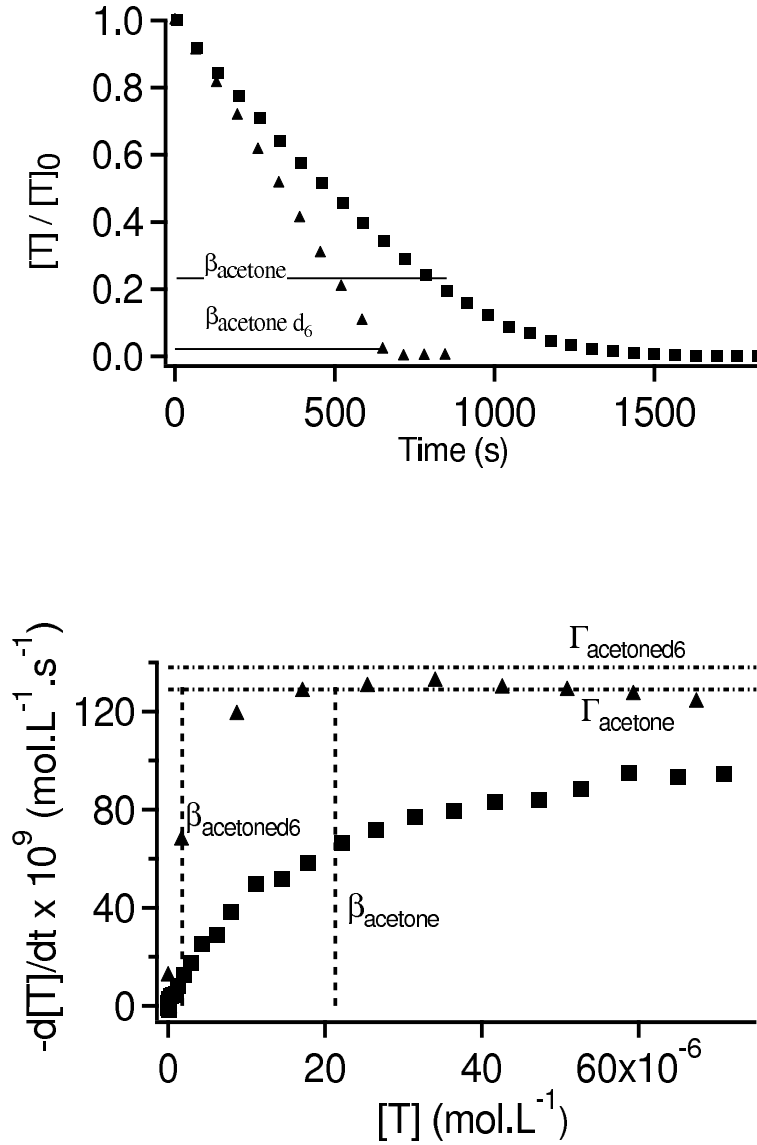 1.0
0.8
0.6
0.4
0.2
0.0
[T] / [T]0
βacetone
βacetone d6
0 500 1000 1500
Time (s)
Γacetoned6
Γacetone
120
80
40
0
-d[T]/dt x 10^9 (mol.L^-1.s^-1)
βacetoned6
βacetone
0 20 40 60x10^-6
[T] (mol.L^-1)